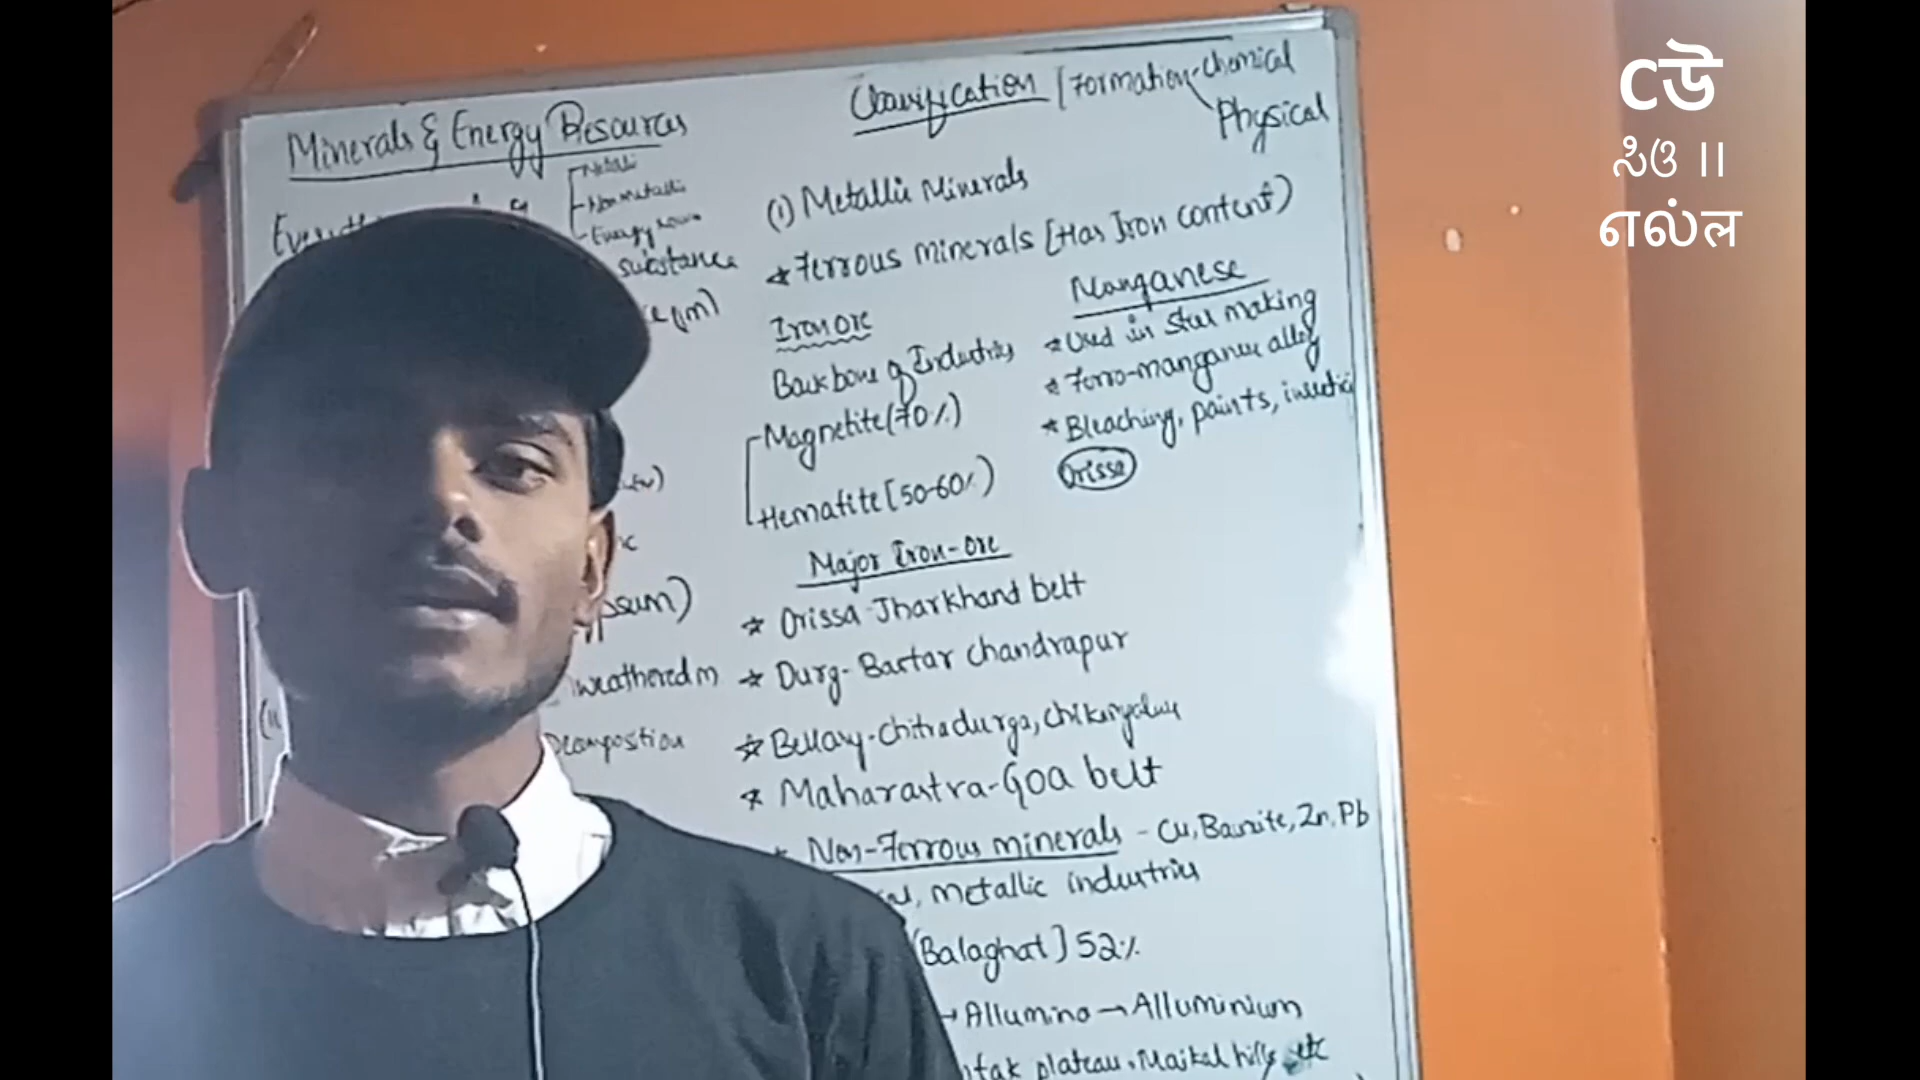 Minerals & Energy Resources
substance
psum)
weathered m
Decompostion
Classification [Formation - Chemical
Physical
(1) Metallic Minerals
* Ferrous minerals [Has Iron content)
Iron ore
Backbone of Industries
Magnetite (70%)
Hematite [50-60%)
Manganese
* Used in Steel making
* Ferro-manganese alloy
* Bleaching, paints, insectici
Orissa
Major Iron-ore
* Orissa-Jharkhand belt
* Durg-Bastar Chandrapur
* Bellary-Chitradurga,
* Maharastra-Goa belt
* Non-Ferrous minerals - Cu, Bauxite, Zn, Pb
metallic industries
(Balaghat] 52%
→ Allumina → Alluminium
plateau, Maikal hills etc
Cউ
ಸಿଓ ।।
எல்ल